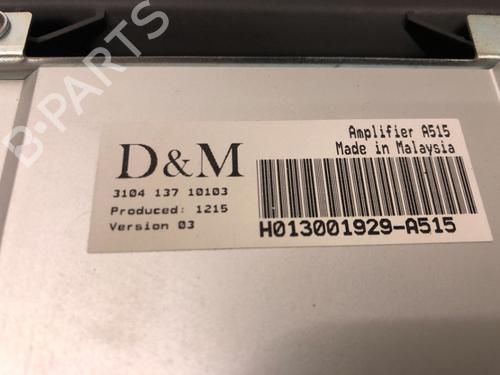 B-PARTS
D&M
3104 137 10103
Produced: 1215
Version 03
Amplifier A515
Made in Malaysia
H013001929-A515